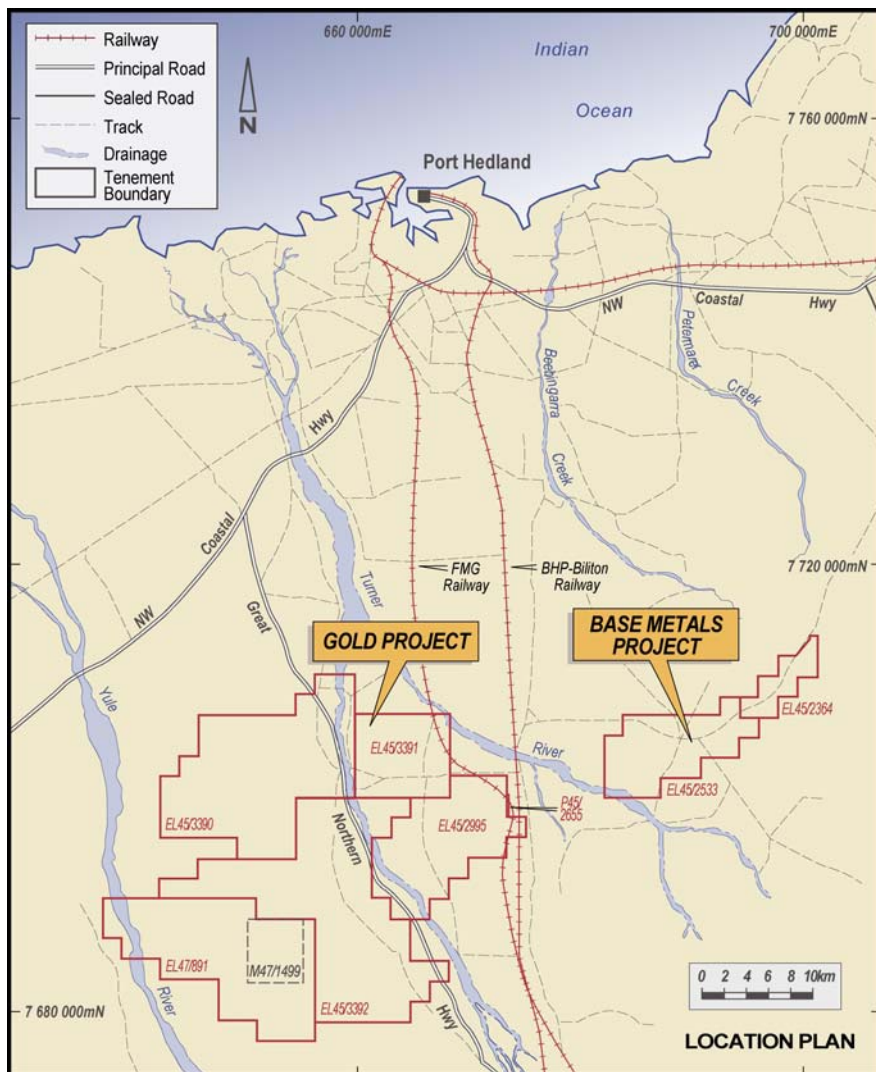 660 000mE
700 000mE
Railway
Principal Road
Sealed Road
Track
Drainage
Tenement
Boundary
N
Indian
Ocean
7 760 000mN
Port Hedland
NW
Coastal
Hwy
Beebingarra
Creek
Petermarer
Creek
Hwy
Coastal
NW
Great
Northern
Hwy
Turner
River
Yule
River
FMG
Railway
BHP-Biliton
Railway
7 720 000mN
GOLD PROJECT
BASE METALS
PROJECT
EL45/2364
EL45/3391
EL45/2533
EL45/3390
EL45/2995
P45/
2655
EL47/891
M47/1499
EL45/3392
7 680 000mN
0 2 4 6 8 10km
LOCATION PLAN